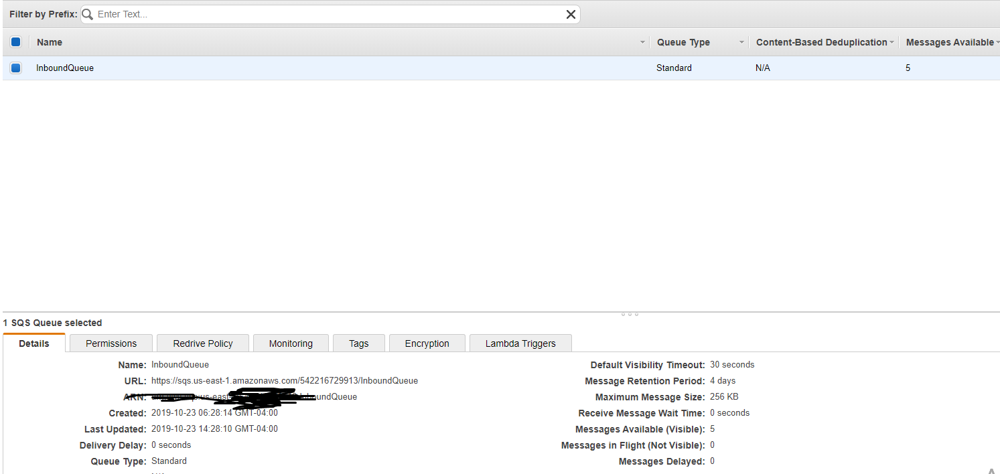 Filter by Prefix: Enter Text...
Name Queue Type Content-Based Deduplication Messages Available
InboundQueue Standard N/A 5
1 SQS Queue selected
Details Permissions Redrive Policy Monitoring Tags Encryption Lambda Triggers
Name: InboundQueue
URL: https://sqs.us-east-1.amazonaws.com/542216729913/InboundQueue
ARN: InboundQueue
Created: 2019-10-23 06:28:14 GMT-04:00
Last Updated: 2019-10-23 14:28:10 GMT-04:00
Delivery Delay: 0 seconds
Queue Type: Standard
Default Visibility Timeout: 30 seconds
Message Retention Period: 4 days
Maximum Message Size: 256 KB
Receive Message Wait Time: 0 seconds
Messages Available (Visible): 5
Messages in Flight (Not Visible): 0
Messages Delayed: 0